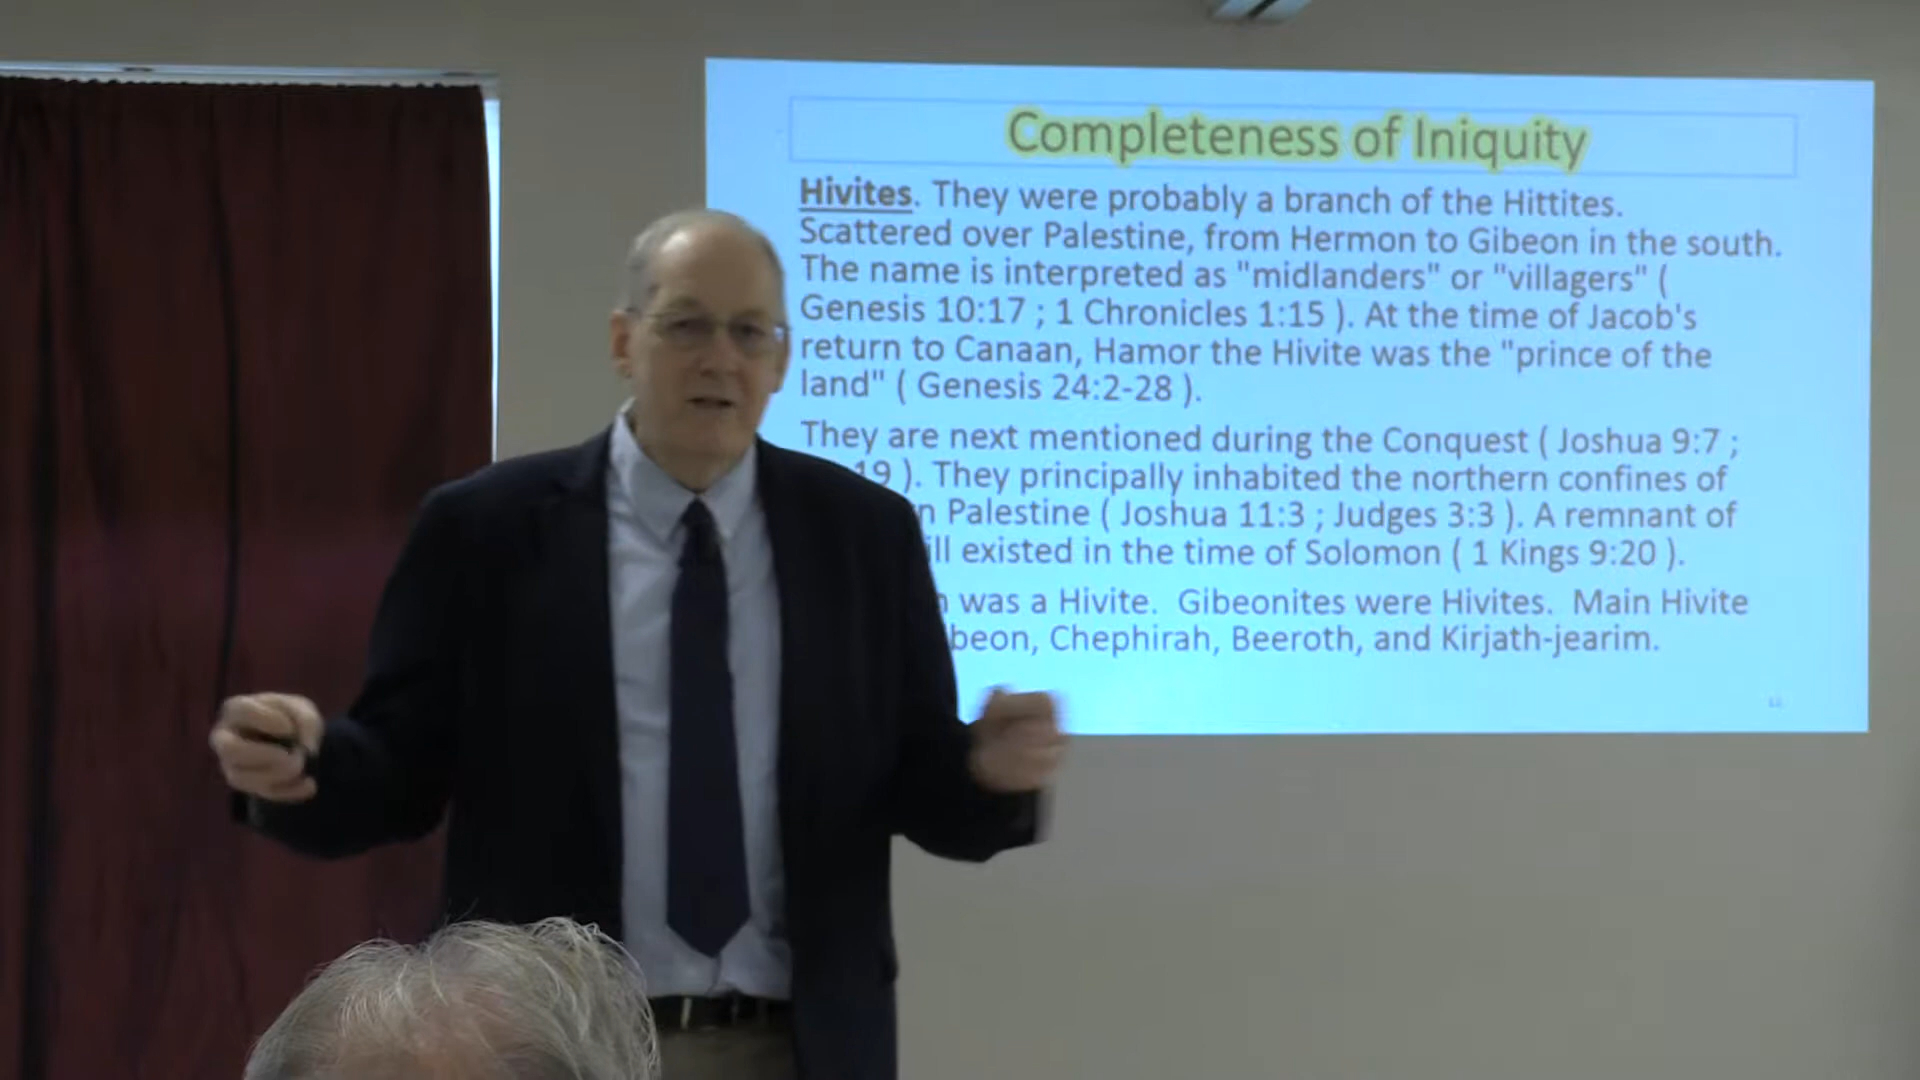 Completeness of Iniquity
Hivites. They were probably a branch of the Hittites.
Scattered over Palestine, from Hermon to Gibeon in the south.
The name is interpreted as "midlanders" or "villagers" (
Genesis 10:17 ; 1 Chronicles 1:15 ). At the time of Jacob's
return to Canaan, Hamor the Hivite was the "prince of the
land" ( Genesis 24:2-28 ).
They are next mentioned during the Conquest ( Joshua 9:7 ;
19 ). They principally inhabited the northern confines of
Palestine ( Joshua 11:3 ; Judges 3:3 ). A remnant of
existed in the time of Solomon ( 1 Kings 9:20 ).
was a Hivite. Gibeonites were Hivites. Main Hivite
Chephirah, Beeroth, and Kirjath-jearim.